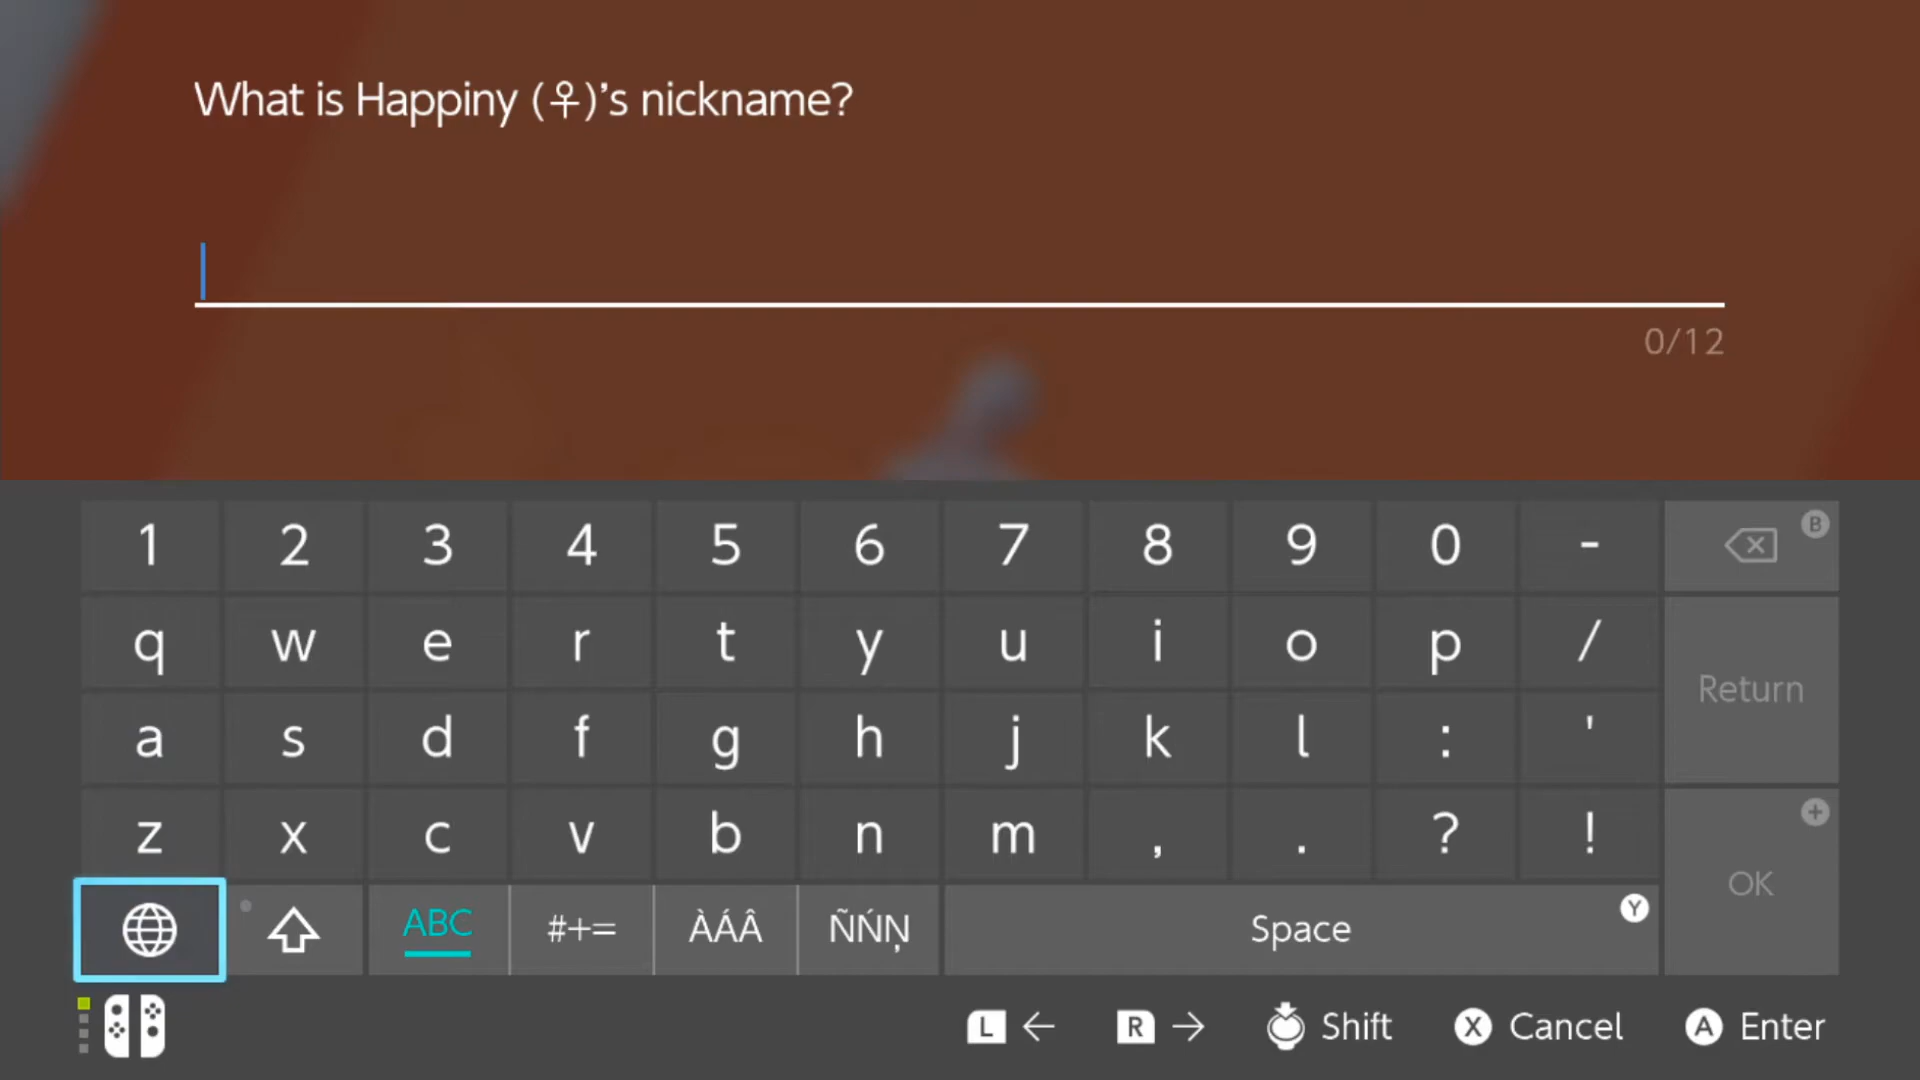 What is Happiny (♀)'s nickname?
0/12
1 2 3 4 5 6 7 8 9 0 - B
q w e r t y u i o p / Return
a s d f g h j k l : '
z x c v b n m , . ? ! OK
ABC #+= ÀÁÂ ÑŃŅ Space Y
L ← R → Shift X Cancel A Enter